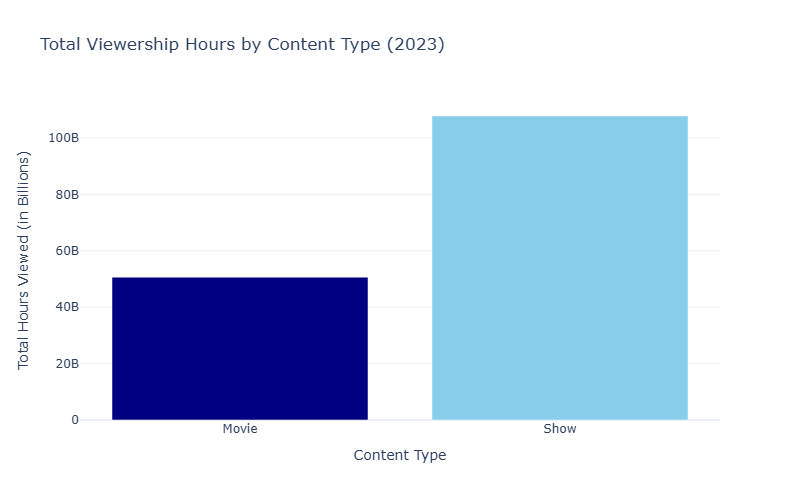 Total Viewership Hours by Content Type (2023)
Total Hours Viewed (in Billions)
100B
80B
60B
40B
20B
0
Movie
Show
Content Type